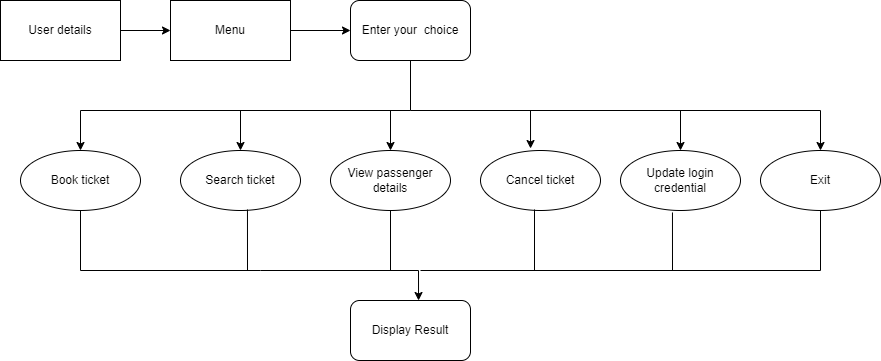 User details
Menu
Enter your  choice
Book ticket
Search ticket
View passenger
details
Cancel ticket
Update login
credential
Exit
Display Result